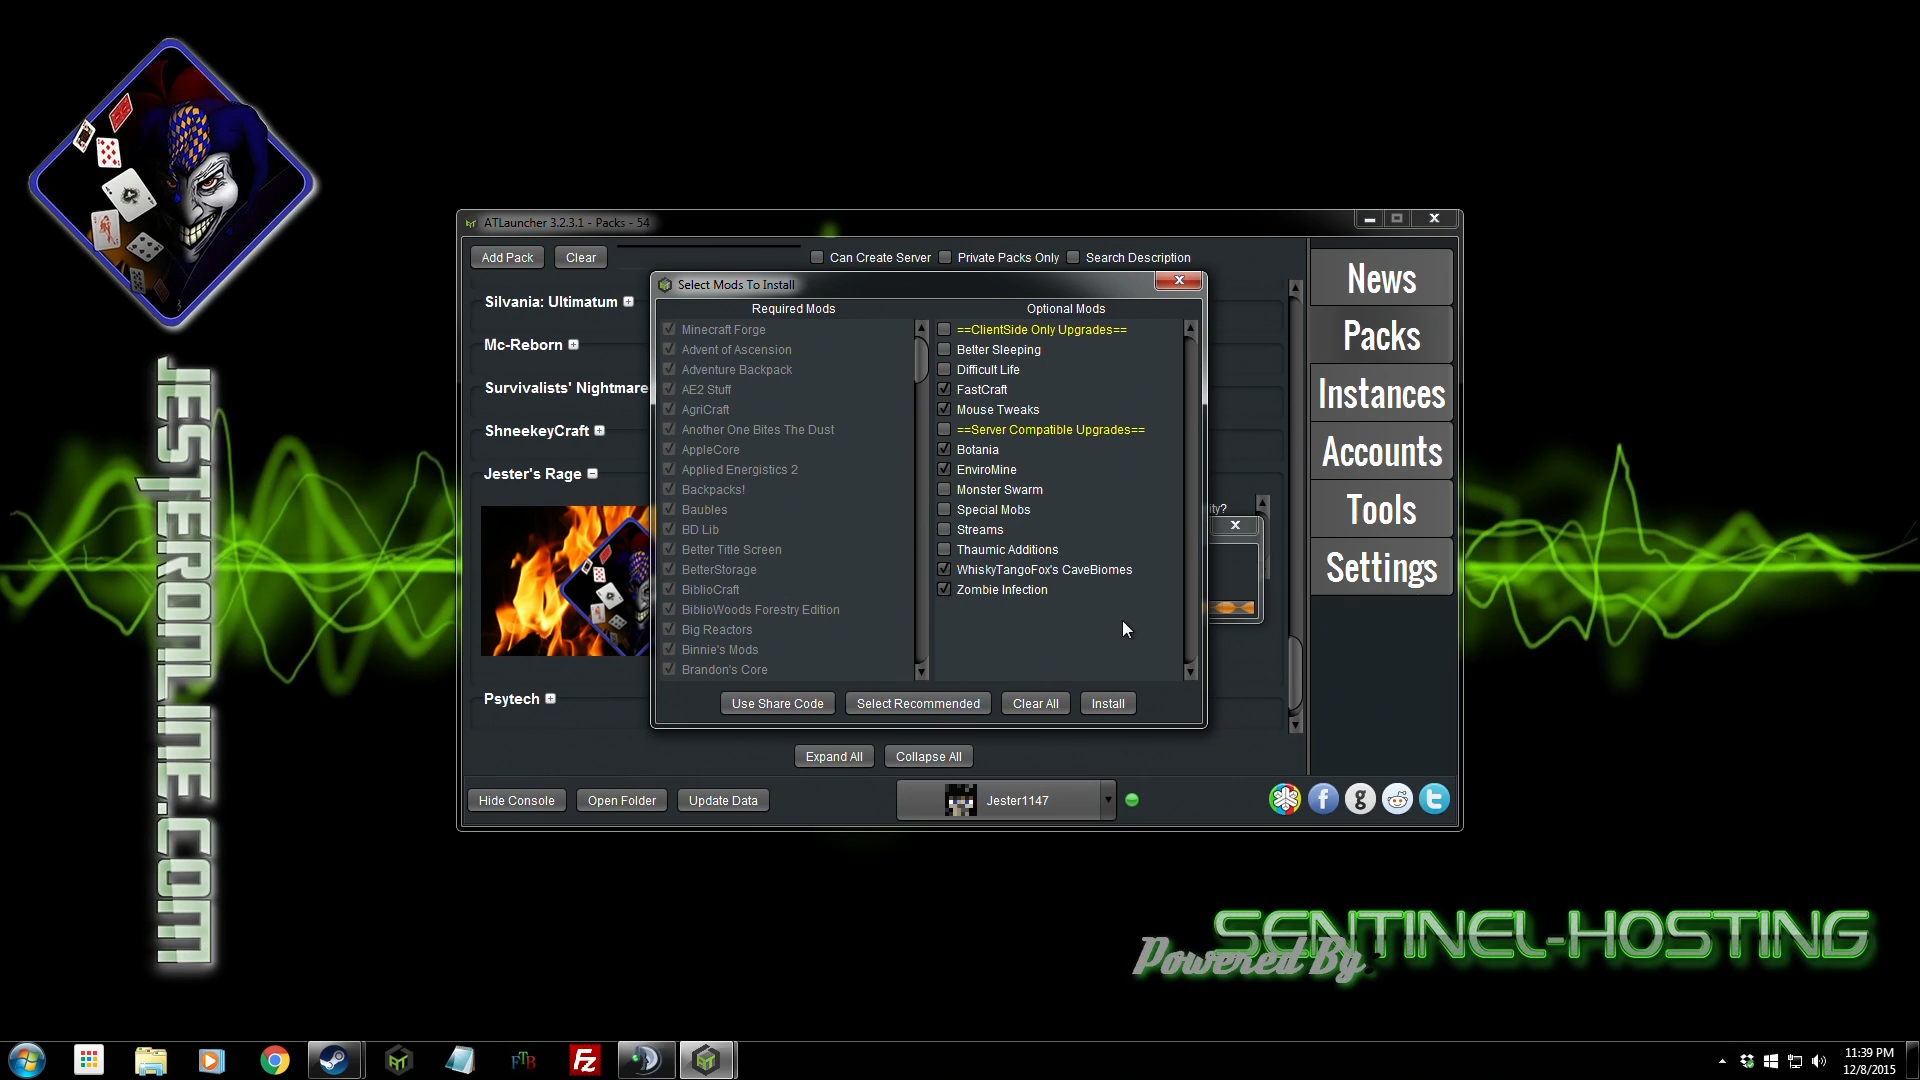 JESTERONLINE.COM
ATLauncher 3.2.3.1 - Packs - 54
Add Pack
Clear
Can Create Server
Private Packs Only
Search Description
Silvania: Ultimatum
Mc-Reborn
Survivalists' Nightmare
ShneekeyCraft
Jester's Rage
ity?
Psytech
Select Mods To Install
Required Mods
Minecraft Forge
Advent of Ascension
Adventure Backpack
AE2 Stuff
AgriCraft
Another One Bites The Dust
AppleCore
Applied Energistics 2
Backpacks!
Baubles
BD Lib
Better Title Screen
BetterStorage
BiblioCraft
BiblioWoods Forestry Edition
Big Reactors
Binnie's Mods
Brandon's Core
Optional Mods
==ClientSide Only Upgrades==
Better Sleeping
Difficult Life
FastCraft
Mouse Tweaks
==Server Compatible Upgrades==
Botania
EnviroMine
Monster Swarm
Special Mobs
Streams
Thaumic Additions
WhiskyTangoFox's CaveBiomes
Zombie Infection
Use Share Code
Select Recommended
Clear All
Install
Expand All
Collapse All
Hide Console
Open Folder
Update Data
Jester1147
News
Packs
Instances
Accounts
Tools
Settings
SENTINEL-HOSTING
Powered By
FTB
Fz
11:39 PM
12/8/2015